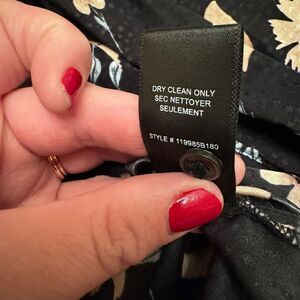 DRY CLEAN ONLY
SEC NETTOYER
SEULEMENT
STYLE # 119985B180